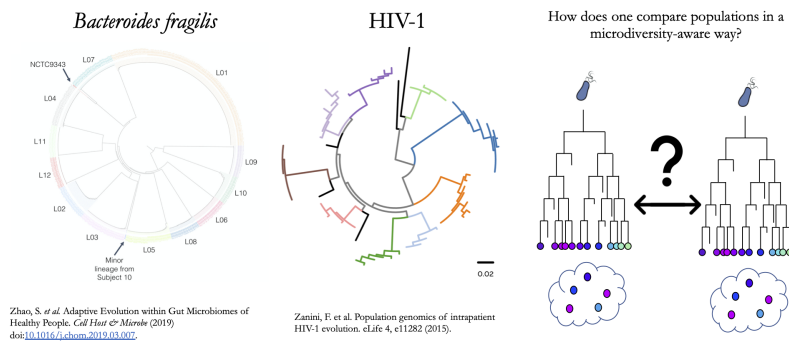 Bacteroides fragilis
NCTC9343
L07
L01
L04
L11
L12
L02
L03
L05
L08
L06
L10
L09
Minor
lineage from
Subject 10
Zhao, S. et al. Adaptive Evolution within Gut Microbiomes of
Healthy People. Cell Host & Microbe (2019)
doi:10.1016/j.chom.2019.03.007.
HIV-1
0.02
Zanini, F. et al. Population genomics of intrapatient
HIV-1 evolution. eLife 4, e11282 (2015).
How does one compare populations in a
microdiversity-aware way?
?